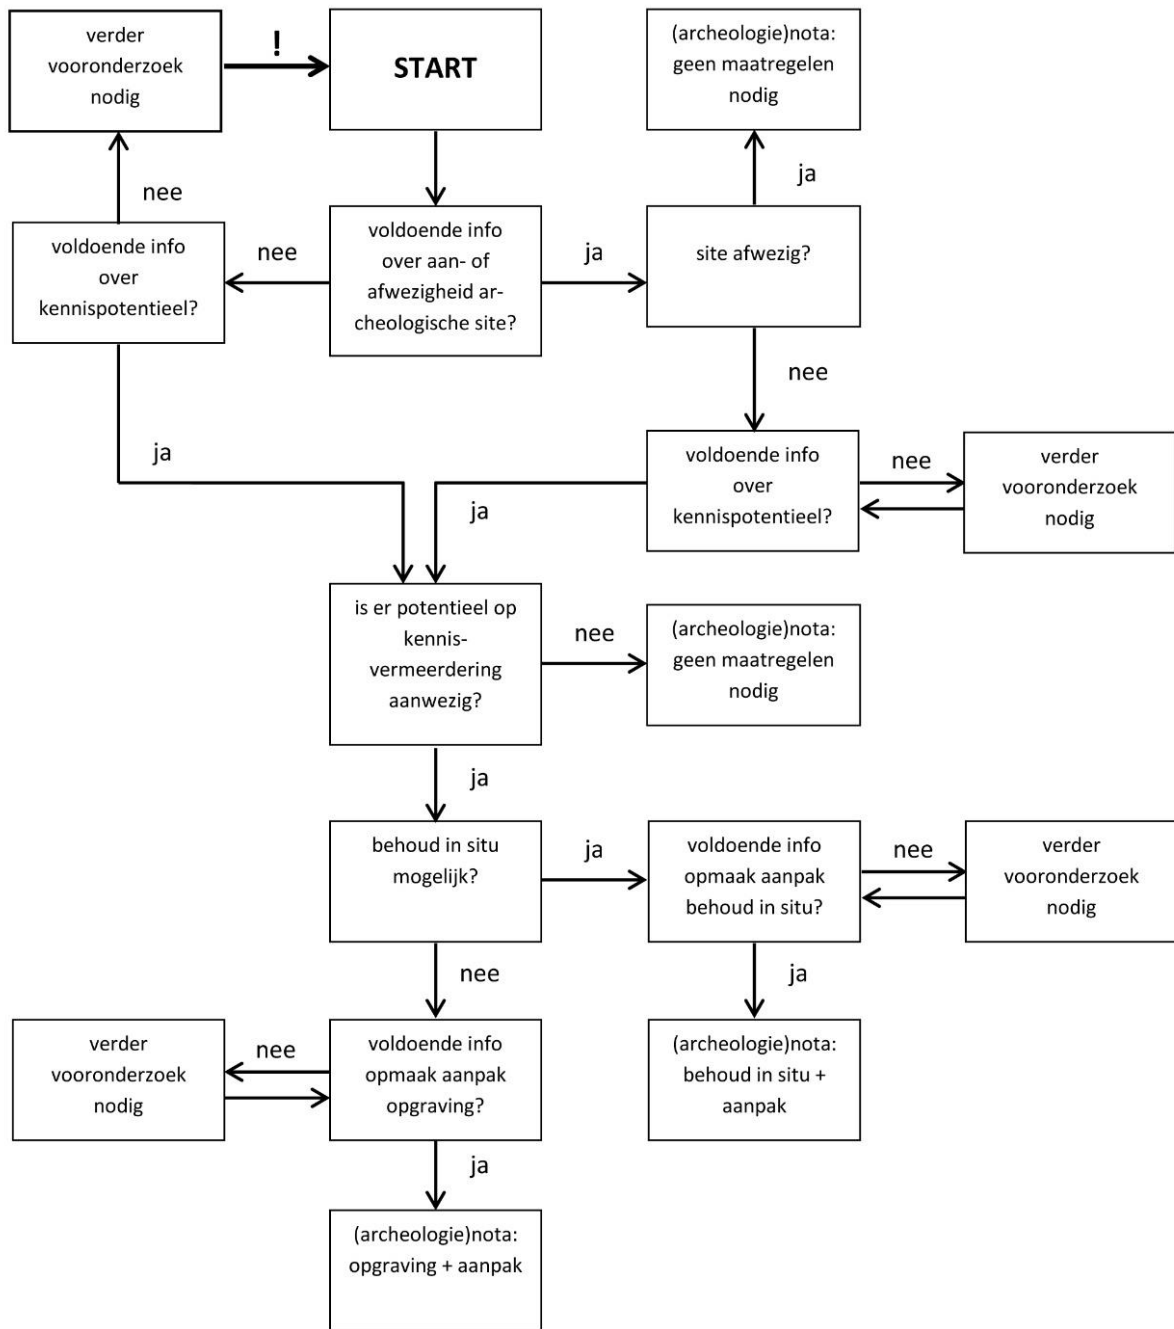 verder
vooronderzoek
nodig
!
START
(archeologie)nota:
geen maatregelen
nodig
nee
ja
voldoende info
over
kennispotentieel?
nee
voldoende info
over aan- of
afwezigheid ar-
cheologische site?
ja
site afwezig?
nee
ja
voldoende info
over
kennispotentieel?
nee
verder
vooronderzoek
nodig
ja
is er potentieel op
kennis-
vermeerdering
aanwezig?
nee
(archeologie)nota:
geen maatregelen
nodig
ja
behoud in situ
mogelijk?
ja
voldoende info
opmaak aanpak
behoud in situ?
nee
verder
vooronderzoek
nodig
nee
ja
verder
vooronderzoek
nodig
nee
voldoende info
opmaak aanpak
opgraving?
(archeologie)nota:
behoud in situ +
aanpak
ja
(archeologie)nota:
opgraving + aanpak